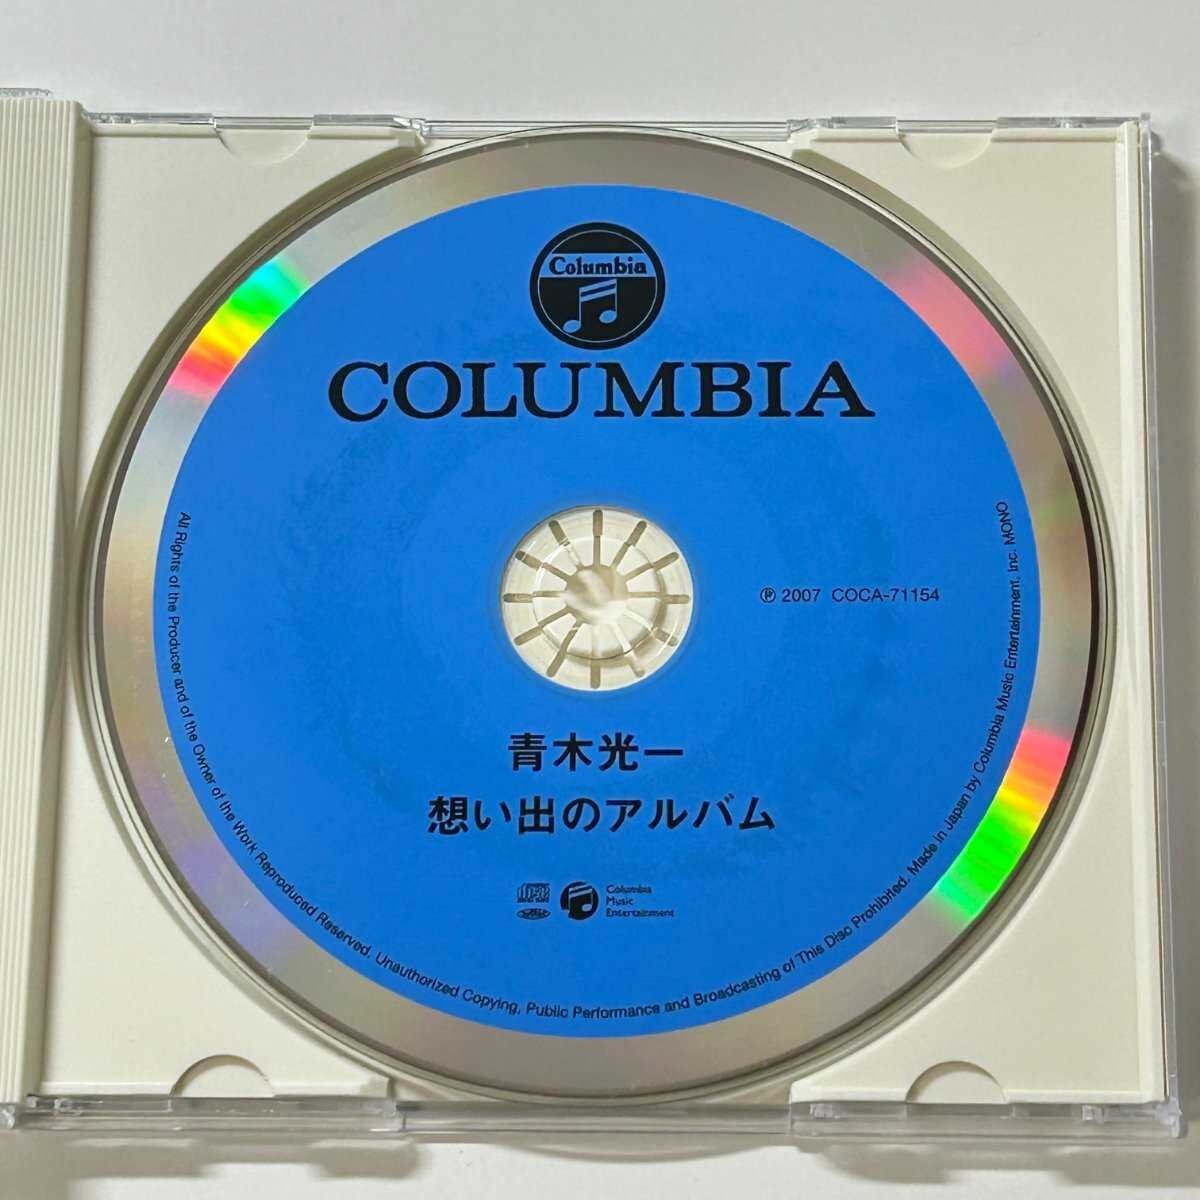 Columbia
COLUMBIA
Ⓟ 2007 COCA-71154
青木光一
想い出のアルバム
Columbia
Music
Entertainment
All Rights of the Producer and of the Owner of the Work Reproduced Reserved. Unauthorized Copying, Public Performance and Broadcasting of This Disc Prohibited. Made in Japan by Columbia Music Entertainment, Inc. MONO